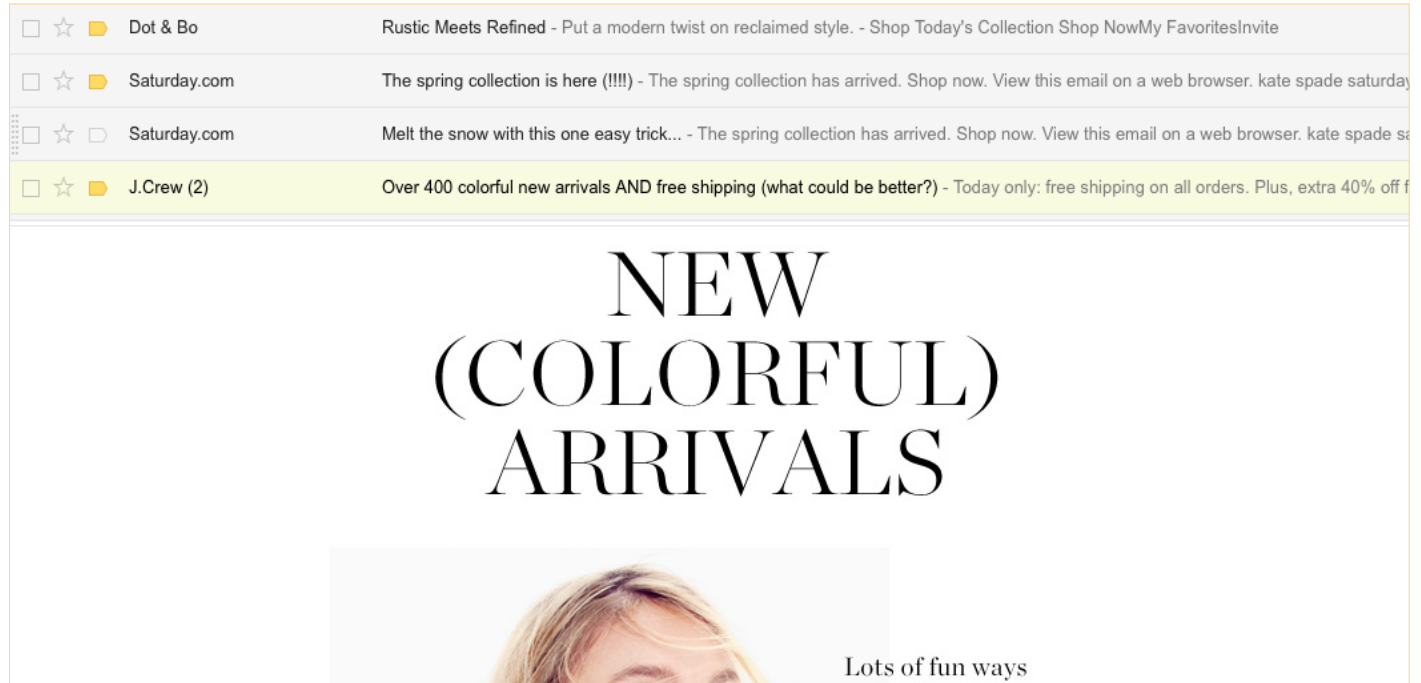 Dot & Bo Rustic Meets Refined - Put a modern twist on reclaimed style. - Shop Today's Collection Shop NowMy FavoritesInvite
Saturday.com The spring collection is here (!!!!) - The spring collection has arrived. Shop now. View this email on a web browser. kate spade saturday
Saturday.com Melt the snow with this one easy trick... - The spring collection has arrived. Shop now. View this email on a web browser. kate spade sa
J.Crew (2) Over 400 colorful new arrivals AND free shipping (what could be better?) - Today only: free shipping on all orders. Plus, extra 40% off f
NEW
(COLORFUL)
ARRIVALS
Lots of fun ways